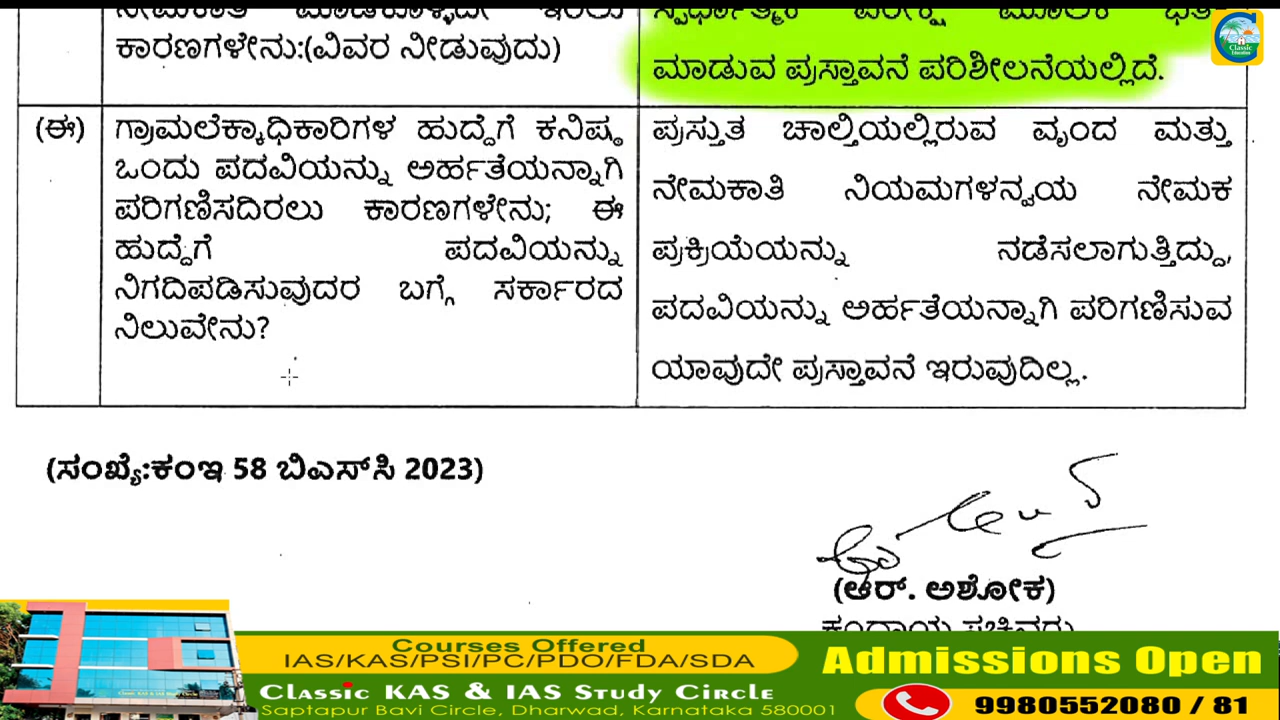 ಕಾರಣಗಳೇನು:(ವಿವರ ನೀಡುವುದು)
ಮಾಡುವ ಪ್ರಸ್ತಾವನೆ ಪರಿಶೀಲನೆಯಲ್ಲಿದೆ.
(ಈ)
ಗ್ರಾಮಲೆಕ್ಕಾಧಿಕಾರಿಗಳ ಹುದ್ದೆಗೆ ಕನಿಷ್ಠ
ಒಂದು ಪದವಿಯನ್ನು ಅರ್ಹತೆಯನ್ನಾಗಿ
ಪರಿಗಣಿಸದಿರಲು ಕಾರಣಗಳೇನು; ಈ
ಹುದ್ದೆಗೆ ಪದವಿಯನ್ನು
ನಿಗದಿಪಡಿಸುವುದರ ಬಗ್ಗೆ ಸರ್ಕಾರದ
ನಿಲುವೇನು?
ಪ್ರಸ್ತುತ ಚಾಲ್ತಿಯಲ್ಲಿರುವ ವೃಂದ ಮತ್ತು
ನೇಮಕಾತಿ ನಿಯಮಗಳನ್ವಯ ನೇಮಕ
ಪ್ರಕ್ರಿಯೆಯನ್ನು ನಡೆಸಲಾಗುತ್ತಿದ್ದು,
ಪದವಿಯನ್ನು ಅರ್ಹತೆಯನ್ನಾಗಿ ಪರಿಗಣಿಸುವ
ಯಾವುದೇ ಪ್ರಸ್ತಾವನೆ ಇರುವುದಿಲ್ಲ.
(ಸಂಖ್ಯೆ:ಕಂಇ 58 ಬಿಎಸ್‌ಸಿ 2023)
(ಆರ್. ಅಶೋಕ)
ಕಂದಾಯ ಸಚಿವರು
Classic
Education
Courses Offered
IAS/KAS/PSI/PC/PDO/FDA/SDA
Classic KAS & IAS Study Circle
Saptapur Bavi Circle, Dharwad, Karnataka 580001
Admissions Open
9980552080 / 81